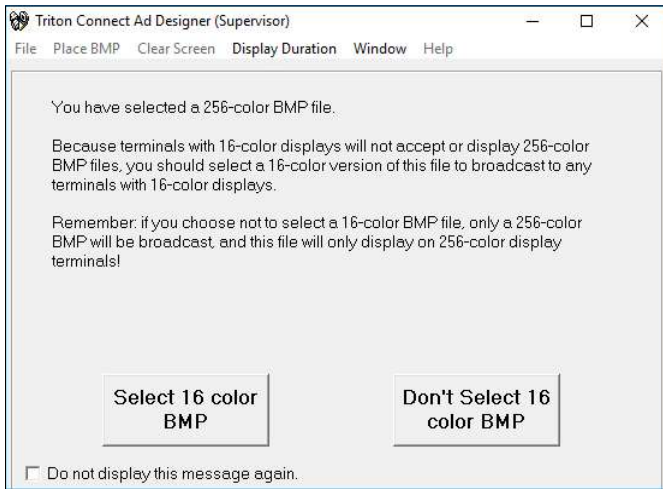 Triton Connect Ad Designer (Supervisor)
File Place BMP Clear Screen Display Duration Window Help
You have selected a 256-color BMP file.
Because terminals with 16-color displays will not accept or display 256-color
BMP files, you should select a 16-color version of this file to broadcast to any
terminals with 16-color displays.
Remember: if you choose not to select a 16-color BMP file, only a 256-color
BMP will be broadcast, and this file will only display on 256-color display
terminals!
Select 16 color
BMP
Don't Select 16
color BMP
Do not display this message again.